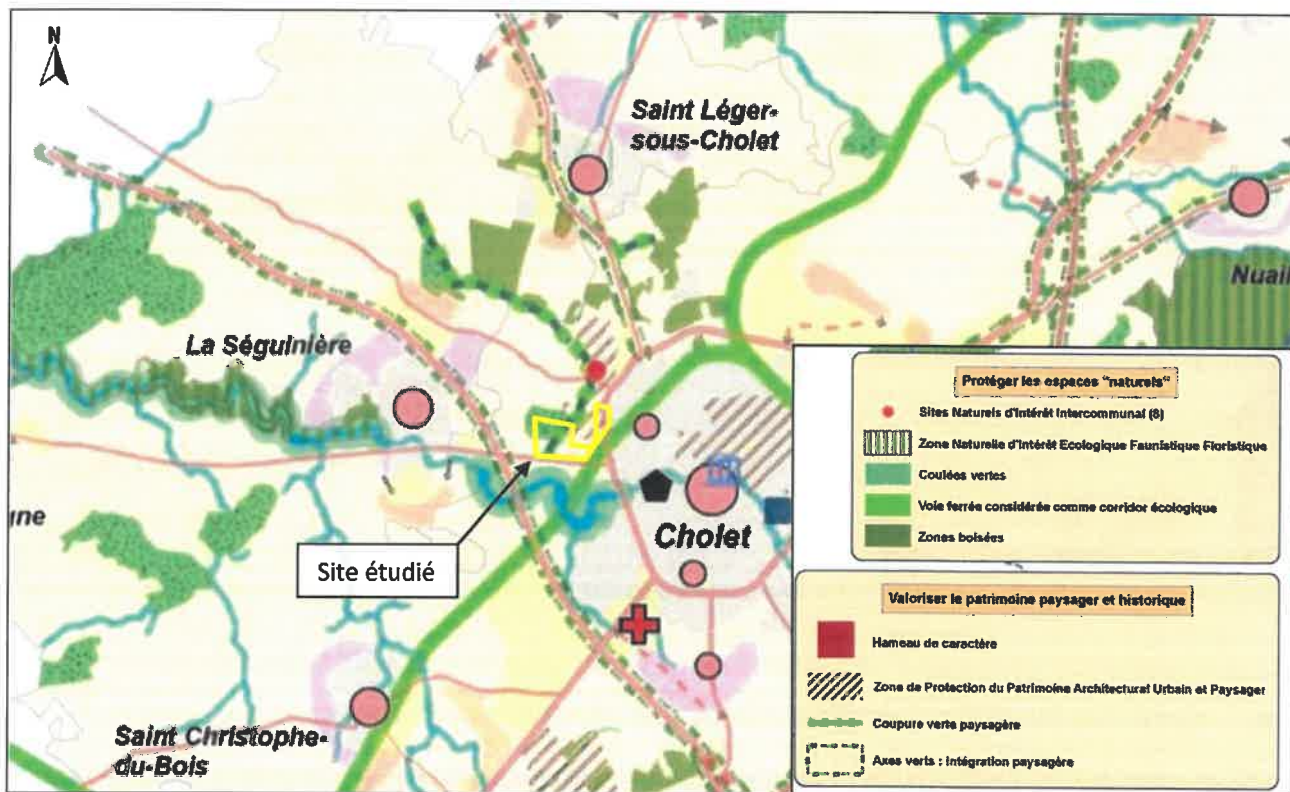 N
Saint Léger-
sous-Cholet
Nuail
La Séguinière
gne
Site étudié
Cholet
Saint Christophe-
du-Bois
Protéger les espaces "naturels"
Sites Naturels d'Intérêt Intercommunal (8)
Zone Naturelle d'Intérêt Ecologique Faunistique Floristique
Coulées vertes
Voie ferrée considérée comme corridor écologique
Zones boisées
Valoriser le patrimoine paysager et historique
Hameau de caractère
Zone de Protection du Patrimoine Architectural Urbain et Paysager
Coupure verte paysagère
Axes verts : Intégration paysagère